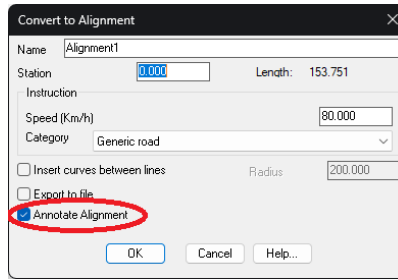 Convert to Alignment
Name Alignment1
Station 0.000 Length: 153.751
Instruction
Speed (Km/h) 80.000
Category Generic road
Insert curves between lines Radius 200.000
Export to file
Annotate Alignment
OK Cancel Help...